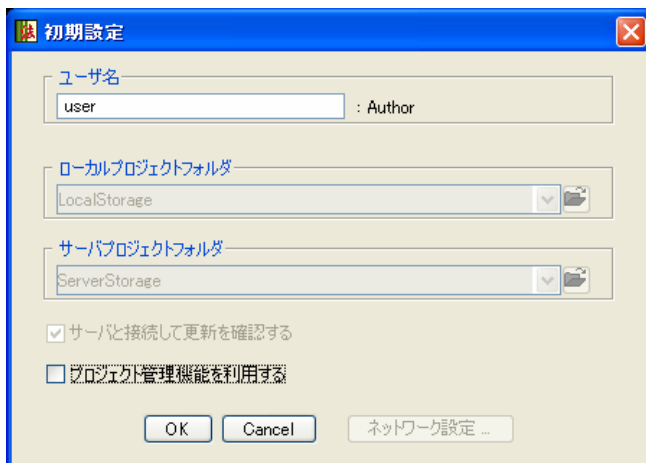 法 初期設定
ユーザ名
user : Author
ローカルプロジェクトフォルダ
LocalStorage
サーバプロジェクトフォルダ
ServerStorage
サーバと接続して更新を確認する
プロジェクト管理機能を利用する
OK Cancel ネットワーク設定 ...